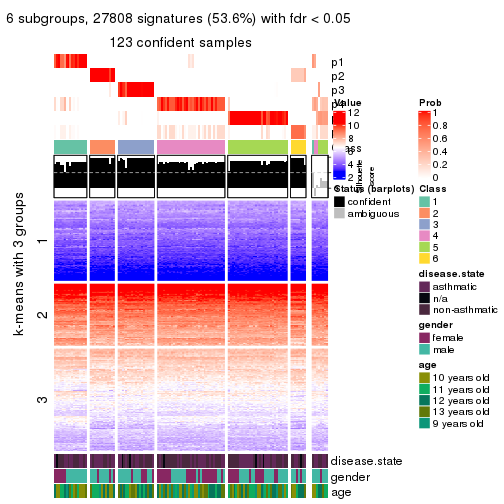 6 subgroups, 27808 signatures (53.6%) with fdr < 0.05
123 confident samples
p1
p2
p3
Value
12
10
8
6
4
2
Prob
1
0.8
0.6
0.4
0.2
0
Status (barplots)
confident
ambiguous
Class
1
2
3
4
5
6
disease.state
asthmatic
n/a
non-asthmatic
gender
female
male
age
10 years old
11 years old
12 years old
13 years old
9 years old
k-means with 3 groups
1
2
3
disease.state
gender
age